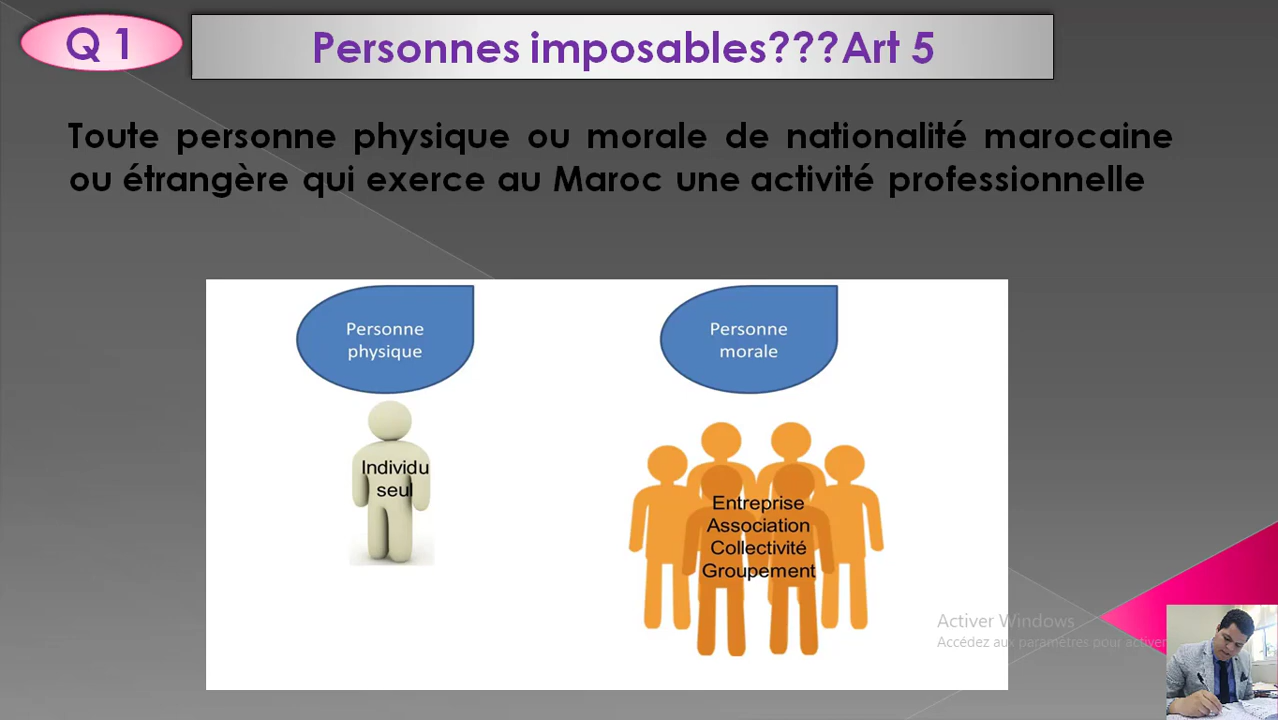 Q 1
Personnes imposables???Art 5
Toute personne physique ou morale de nationalité marocaine
ou étrangère qui exerce au Maroc une activité professionnelle
Personne
physique
Personne
morale
Individu
seul
Entreprise
Association
Collectivité
Groupement
Activer Windows
Accédez aux paramètres pour activer